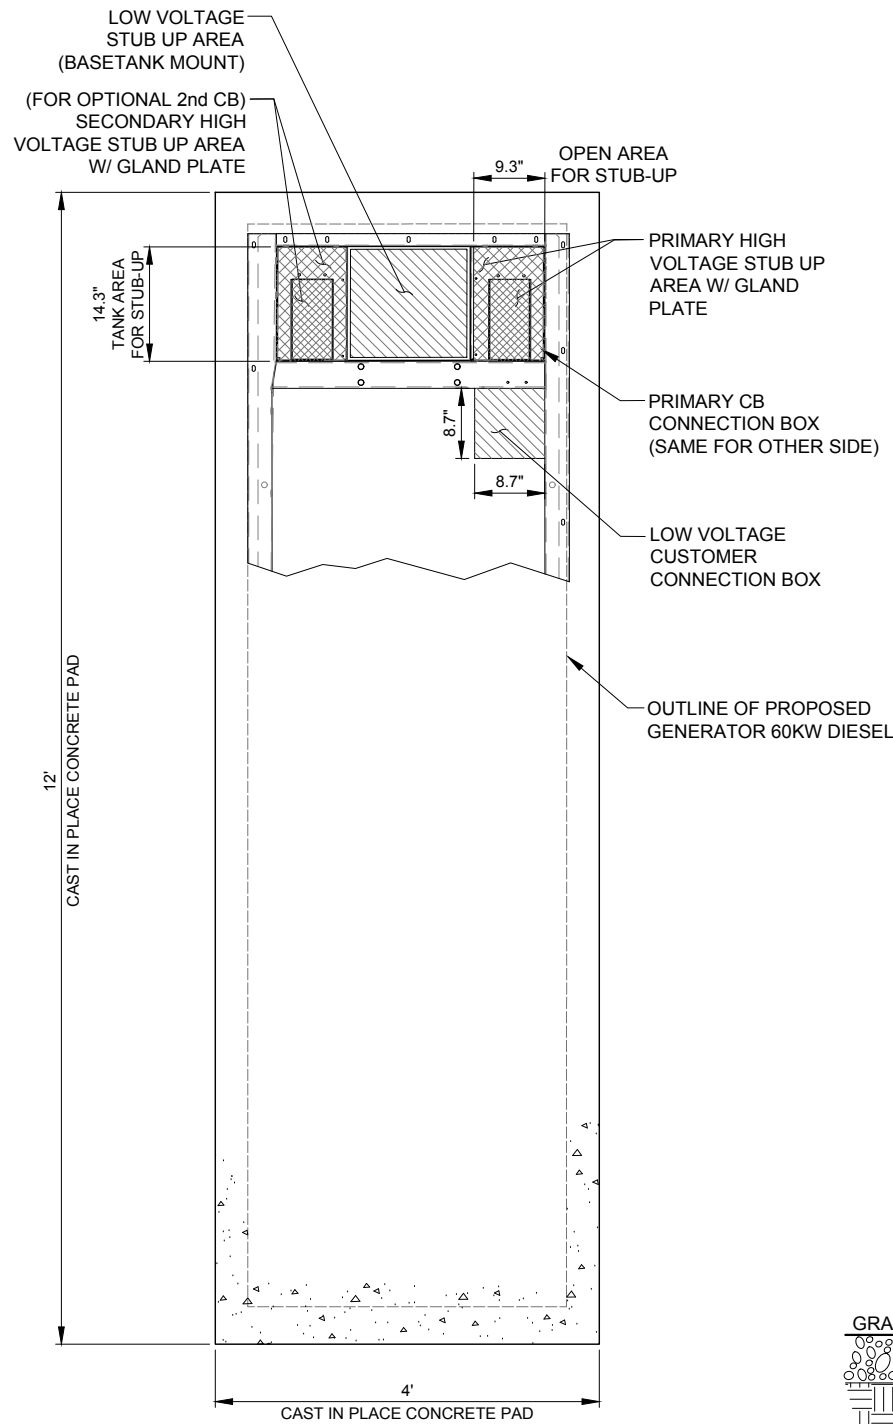 LOW VOLTAGE
STUB UP AREA
(BASETANK MOUNT)
(FOR OPTIONAL 2nd CB)
SECONDARY HIGH
VOLTAGE STUB UP AREA
W/ GLAND PLATE
9.3"
OPEN AREA
FOR STUB-UP
PRIMARY HIGH
VOLTAGE STUB UP
AREA W/ GLAND
PLATE
14.3"
TANK AREA
FOR STUB-UP
PRIMARY CB
CONNECTION BOX
(SAME FOR OTHER SIDE)
8.7"
8.7"
LOW VOLTAGE
CUSTOMER
CONNECTION BOX
OUTLINE OF PROPOSED
GENERATOR 60KW DIESEL
12'
CAST IN PLACE CONCRETE PAD
GRA
4'
CAST IN PLACE CONCRETE PAD